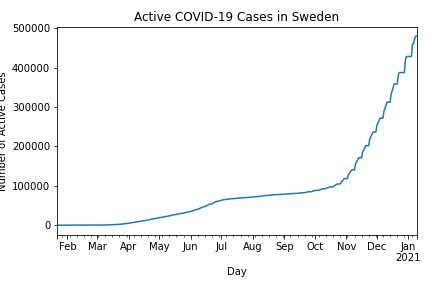 Active COVID-19 Cases in Sweden
500000
400000
300000
200000
100000
0
Number of Active Cases
Feb Mar Apr May Jun Jul Aug Sep Oct Nov Dec Jan
2021
Day